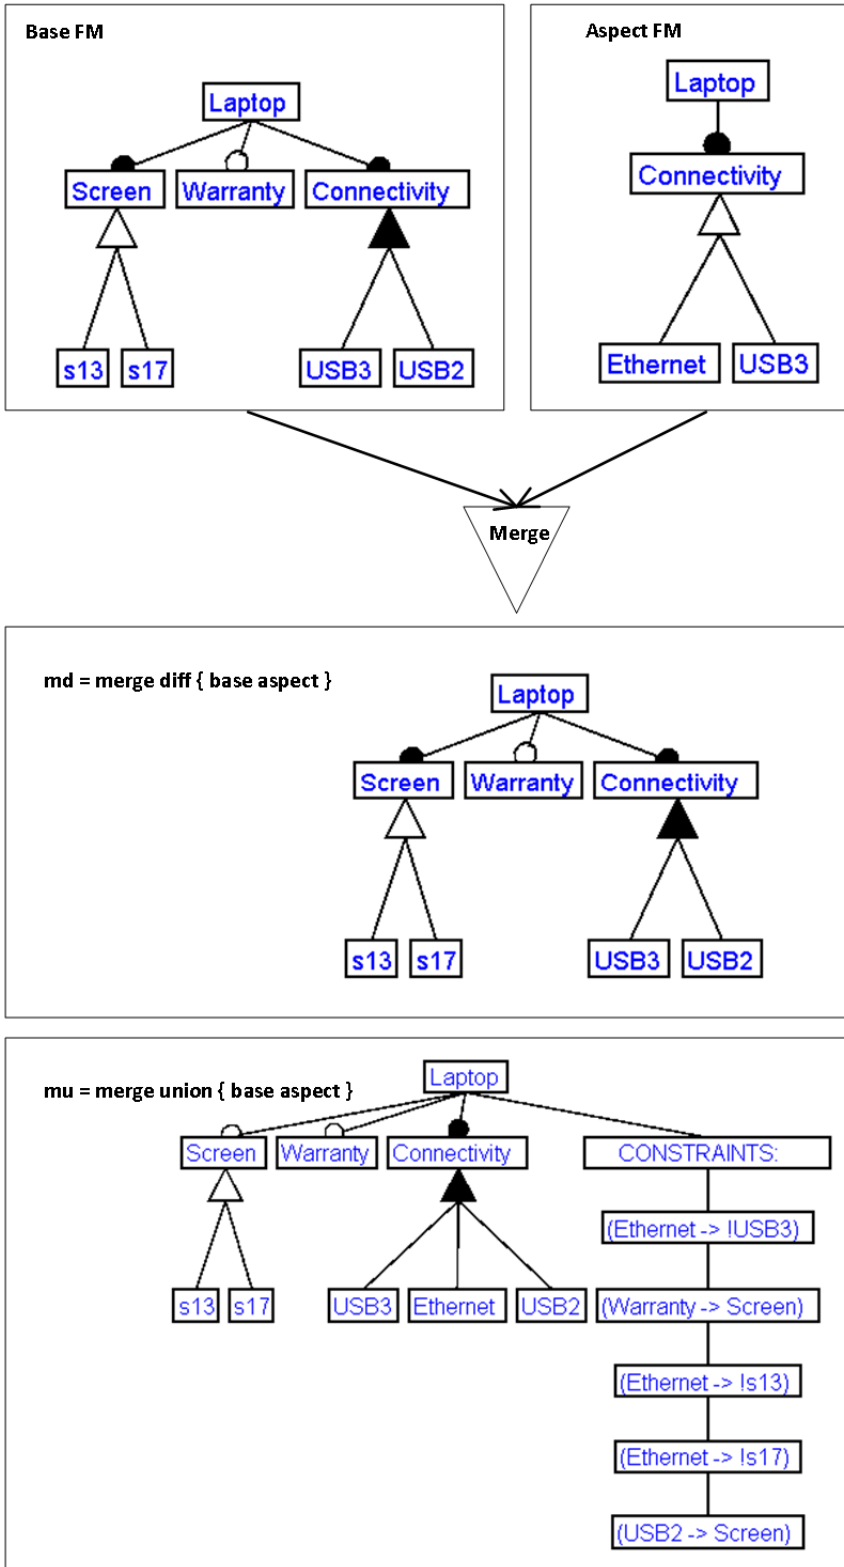 Base FM
Laptop
Screen Warranty Connectivity
s13 s17 USB3 USB2
Aspect FM
Laptop
Connectivity
Ethernet USB3
Merge
md = merge diff { base aspect }
Laptop
Screen Warranty Connectivity
s13 s17 USB3 USB2
mu = merge union { base aspect }
Laptop
Screen Warranty Connectivity CONSTRAINTS:
(Ethernet -> !USB3)
s13 s17 USB3 Ethernet USB2 (Warranty -> Screen)
(Ethernet -> !s13)
(Ethernet -> !s17)
(USB2 -> Screen)